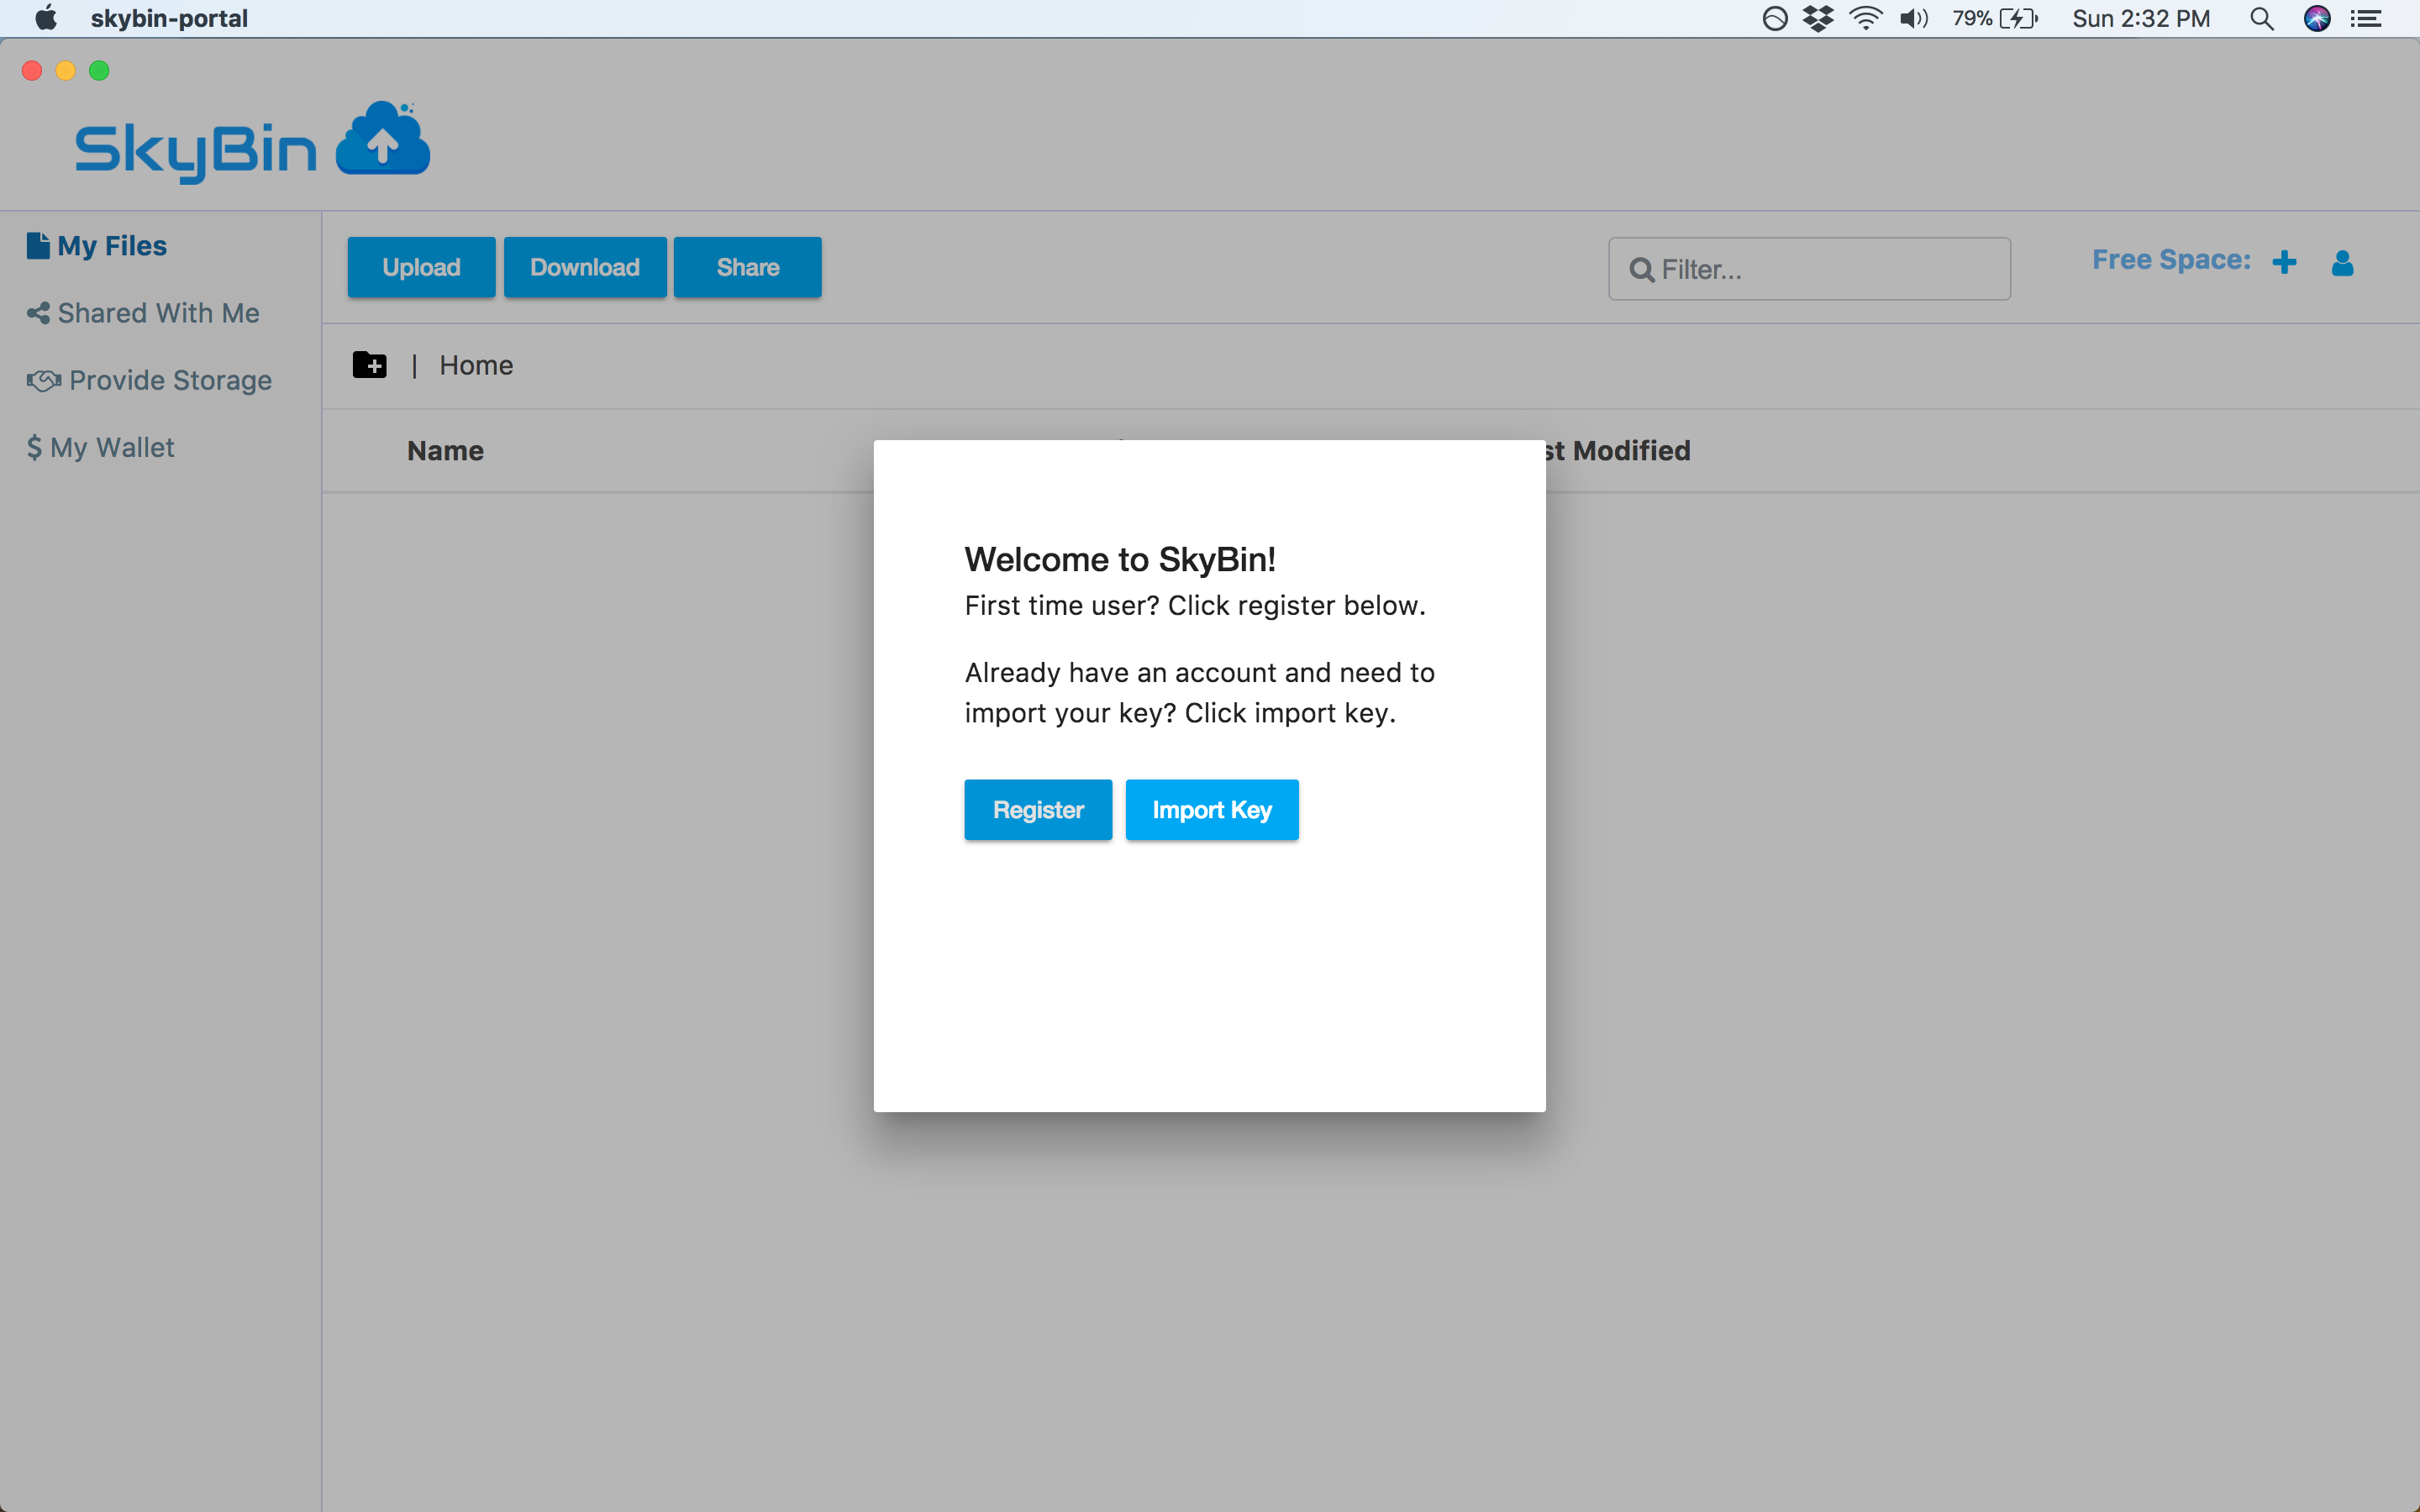 skybin-portal
79%
Sun 2:32 PM
SkyBin
My Files
Shared With Me
Provide Storage
$ My Wallet
Upload
Download
Share
Filter...
Free Space:
| Home
Name
Modified
Welcome to SkyBin!
First time user? Click register below.
Already have an account and need to
import your key? Click import key.
Register
Import Key